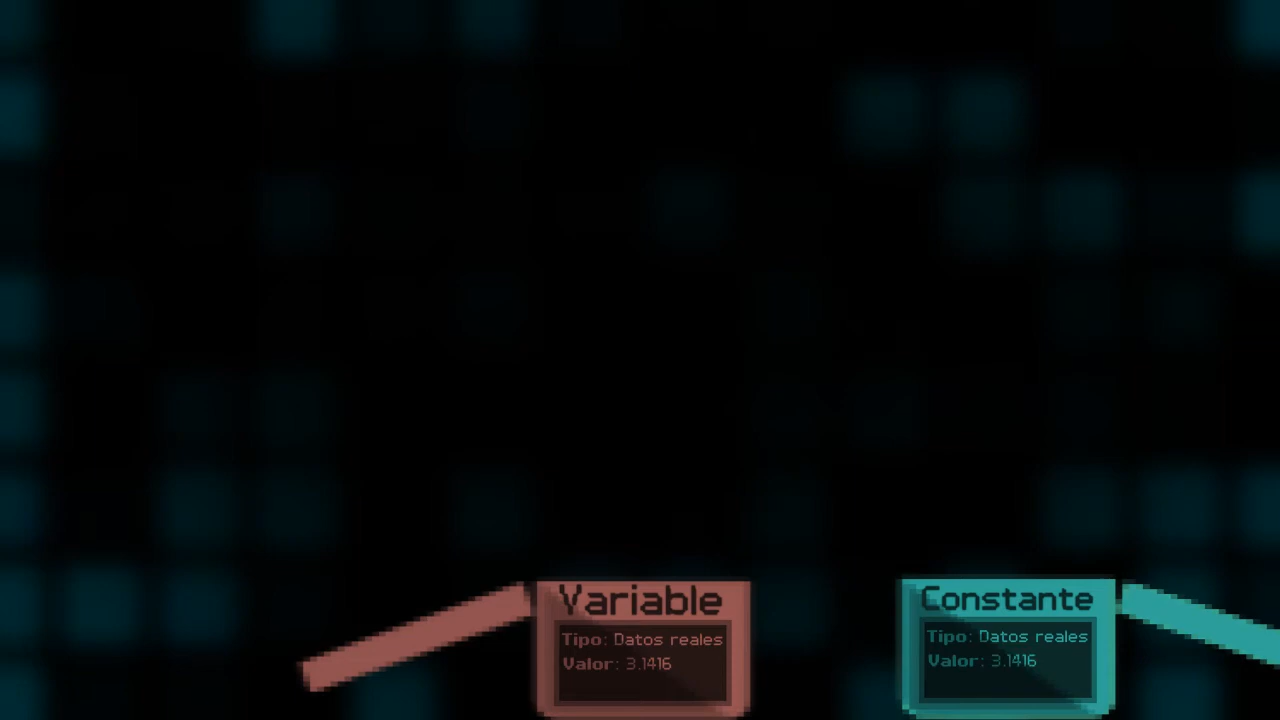 Variable
Tipo: Datos reales
Valor: 3.1416
Constante
Tipo: Datos reales
Valor: 3.1416